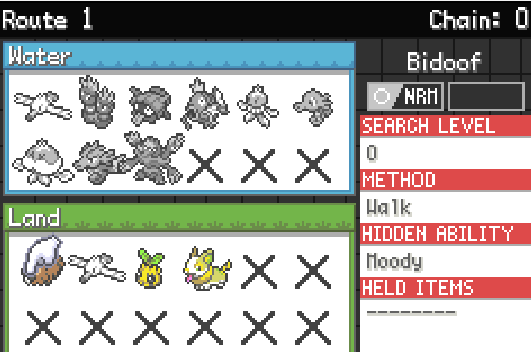 Route 1
Chain: 0
Water
Bidoof
NRM
SEARCH LEVEL
0
METHOD
Walk
HIDDEN ABILITY
Moody
HELD ITEMS
--------
Land